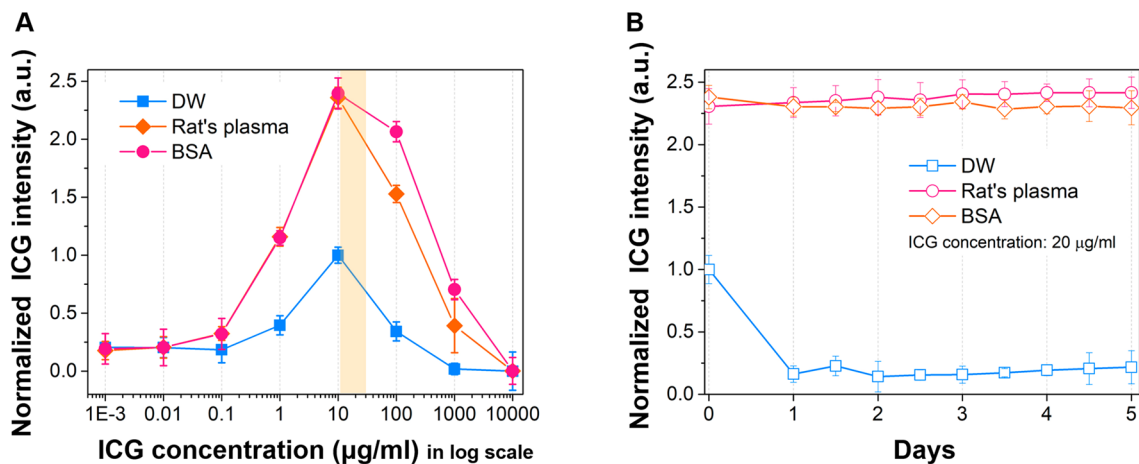 A
Normalized ICG intensity (a.u.)
2.5
2.0
1.5
1.0
0.5
0.0
DW
Rat's plasma
BSA
1E-3 0.01 0.1 1 10 100 1000 10000
ICG concentration (μg/ml) in log scale
B
Normalized ICG intensity (a.u.)
2.5
2.0
1.5
1.0
0.5
0.0
DW
Rat's plasma
BSA
ICG concentration: 20 μg/ml
0 1 2 3 4 5
Days